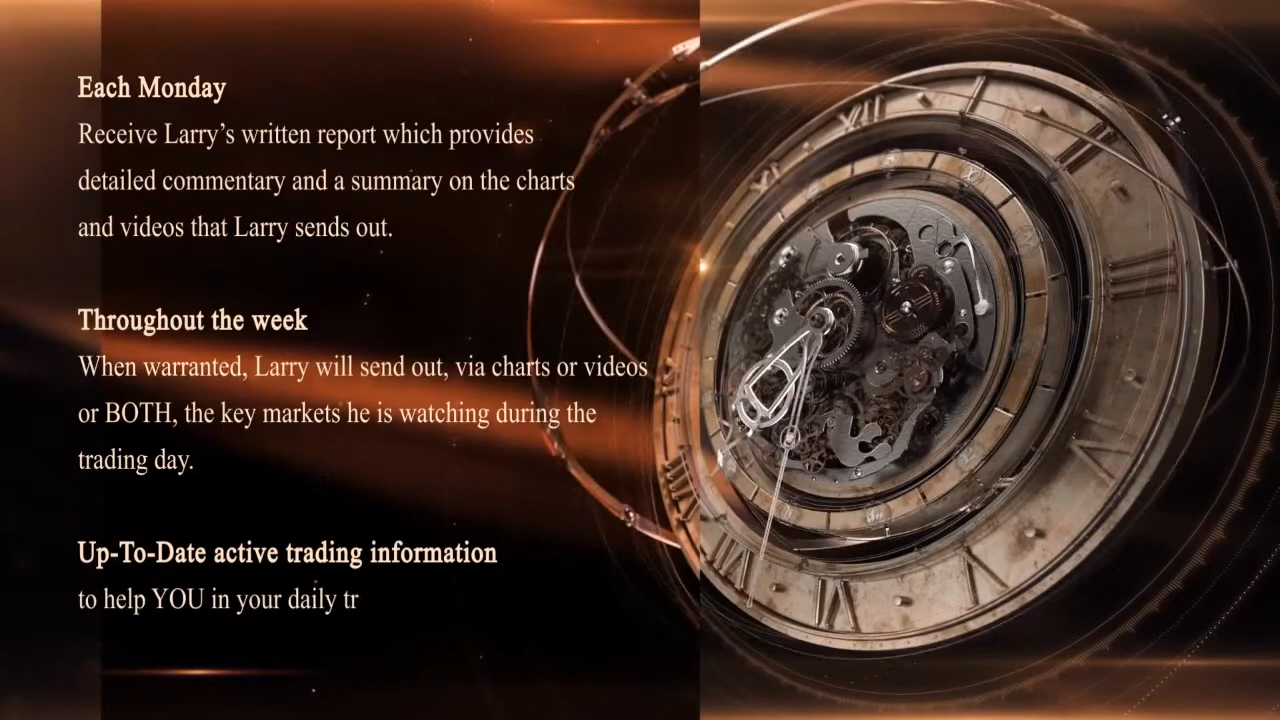 Each Monday
Receive Larry’s written report which provides
detailed commentary and a summary on the charts
and videos that Larry sends out.
Throughout the week
When warranted, Larry will send out, via charts or videos
or BOTH, the key markets he is watching during the
trading day.
Up-To-Date active trading information
to help YOU in your daily tr